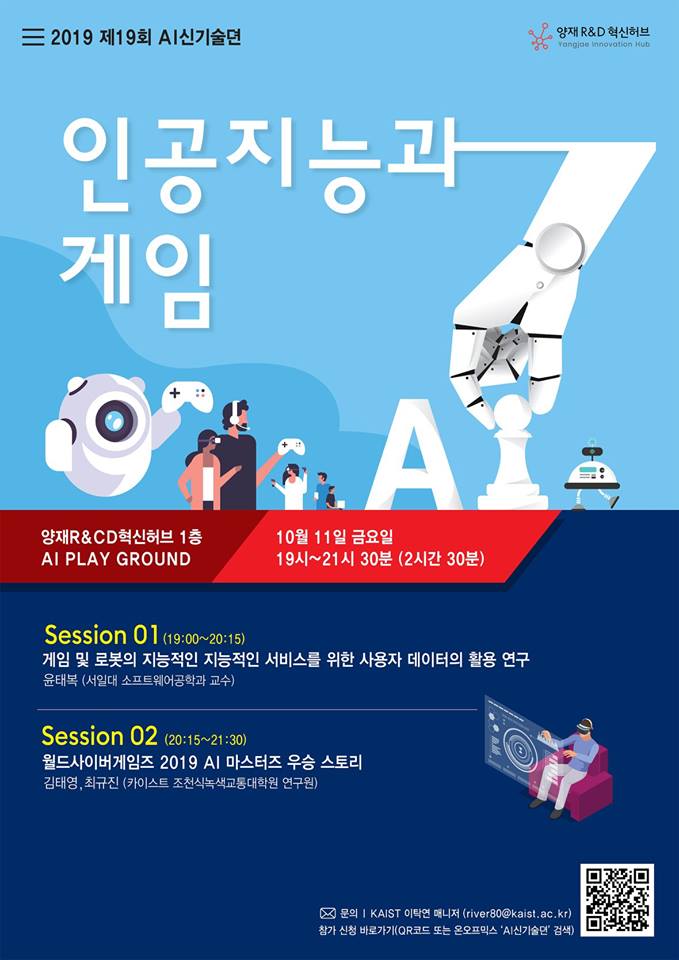 2019 제19회 AI신기술뎐
양재 R&D 혁신허브
Yangjae Innovation Hub
인공지능과
게임
AI
양재R&CD혁신허브 1층
AI PLAY GROUND
10월 11일 금요일
19시~21시 30분 (2시간 30분)
Session 01 (19:00~20:15)
게임 및 로봇의 지능적인 지능적인 서비스를 위한 사용자 데이터의 활용 연구
윤태복 (서일대 소프트웨어공학과 교수)
Session 02 (20:15~21:30)
월드사이버게임즈 2019 AI 마스터즈 우승 스토리
김태영,최규진 (카이스트 조천식녹색교통대학원 연구원)
문의 | KAIST 이탁연 매니저 (river80@kaist.ac.kr)
참가 신청 바로가기(QR코드 또는 온오프믹스 'AI신기술뎐' 검색)